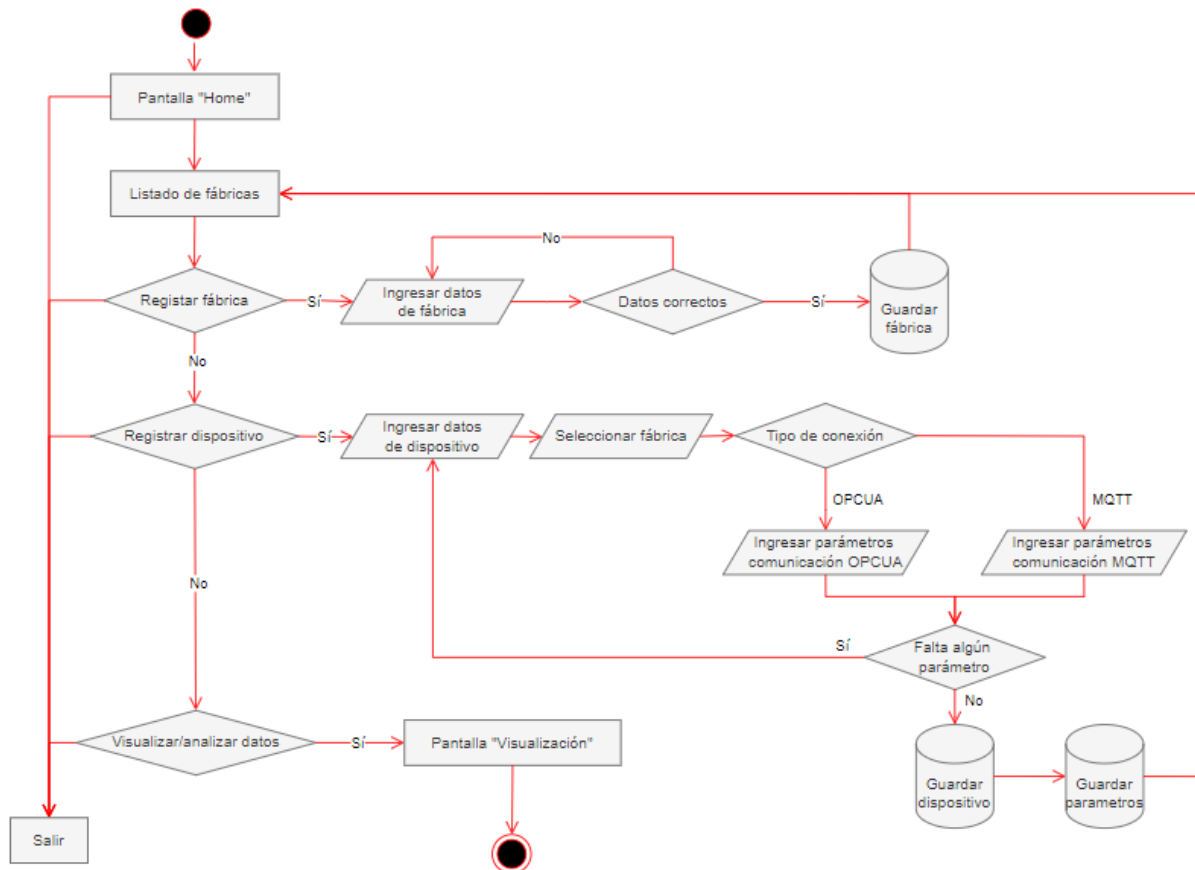 Pantalla "Home"
Listado de fábricas
No
Registar fábrica
Sí
Ingresar datos
de fábrica
Datos correctos
Sí
Guardar
fábrica
No
Registrar dispositivo
Sí
Ingresar datos
de dispositivo
Seleccionar fábrica
Tipo de conexión
OPCUA
MQTT
Ingresar parámetros
comunicación OPCUA
Ingresar parámetros
comunicación MQTT
No
Sí
Falta algún
parámetro
No
Visualizar/analizar datos
Sí
Pantalla "Visualización"
Guardar
dispositivo
Guardar
parametros
Salir